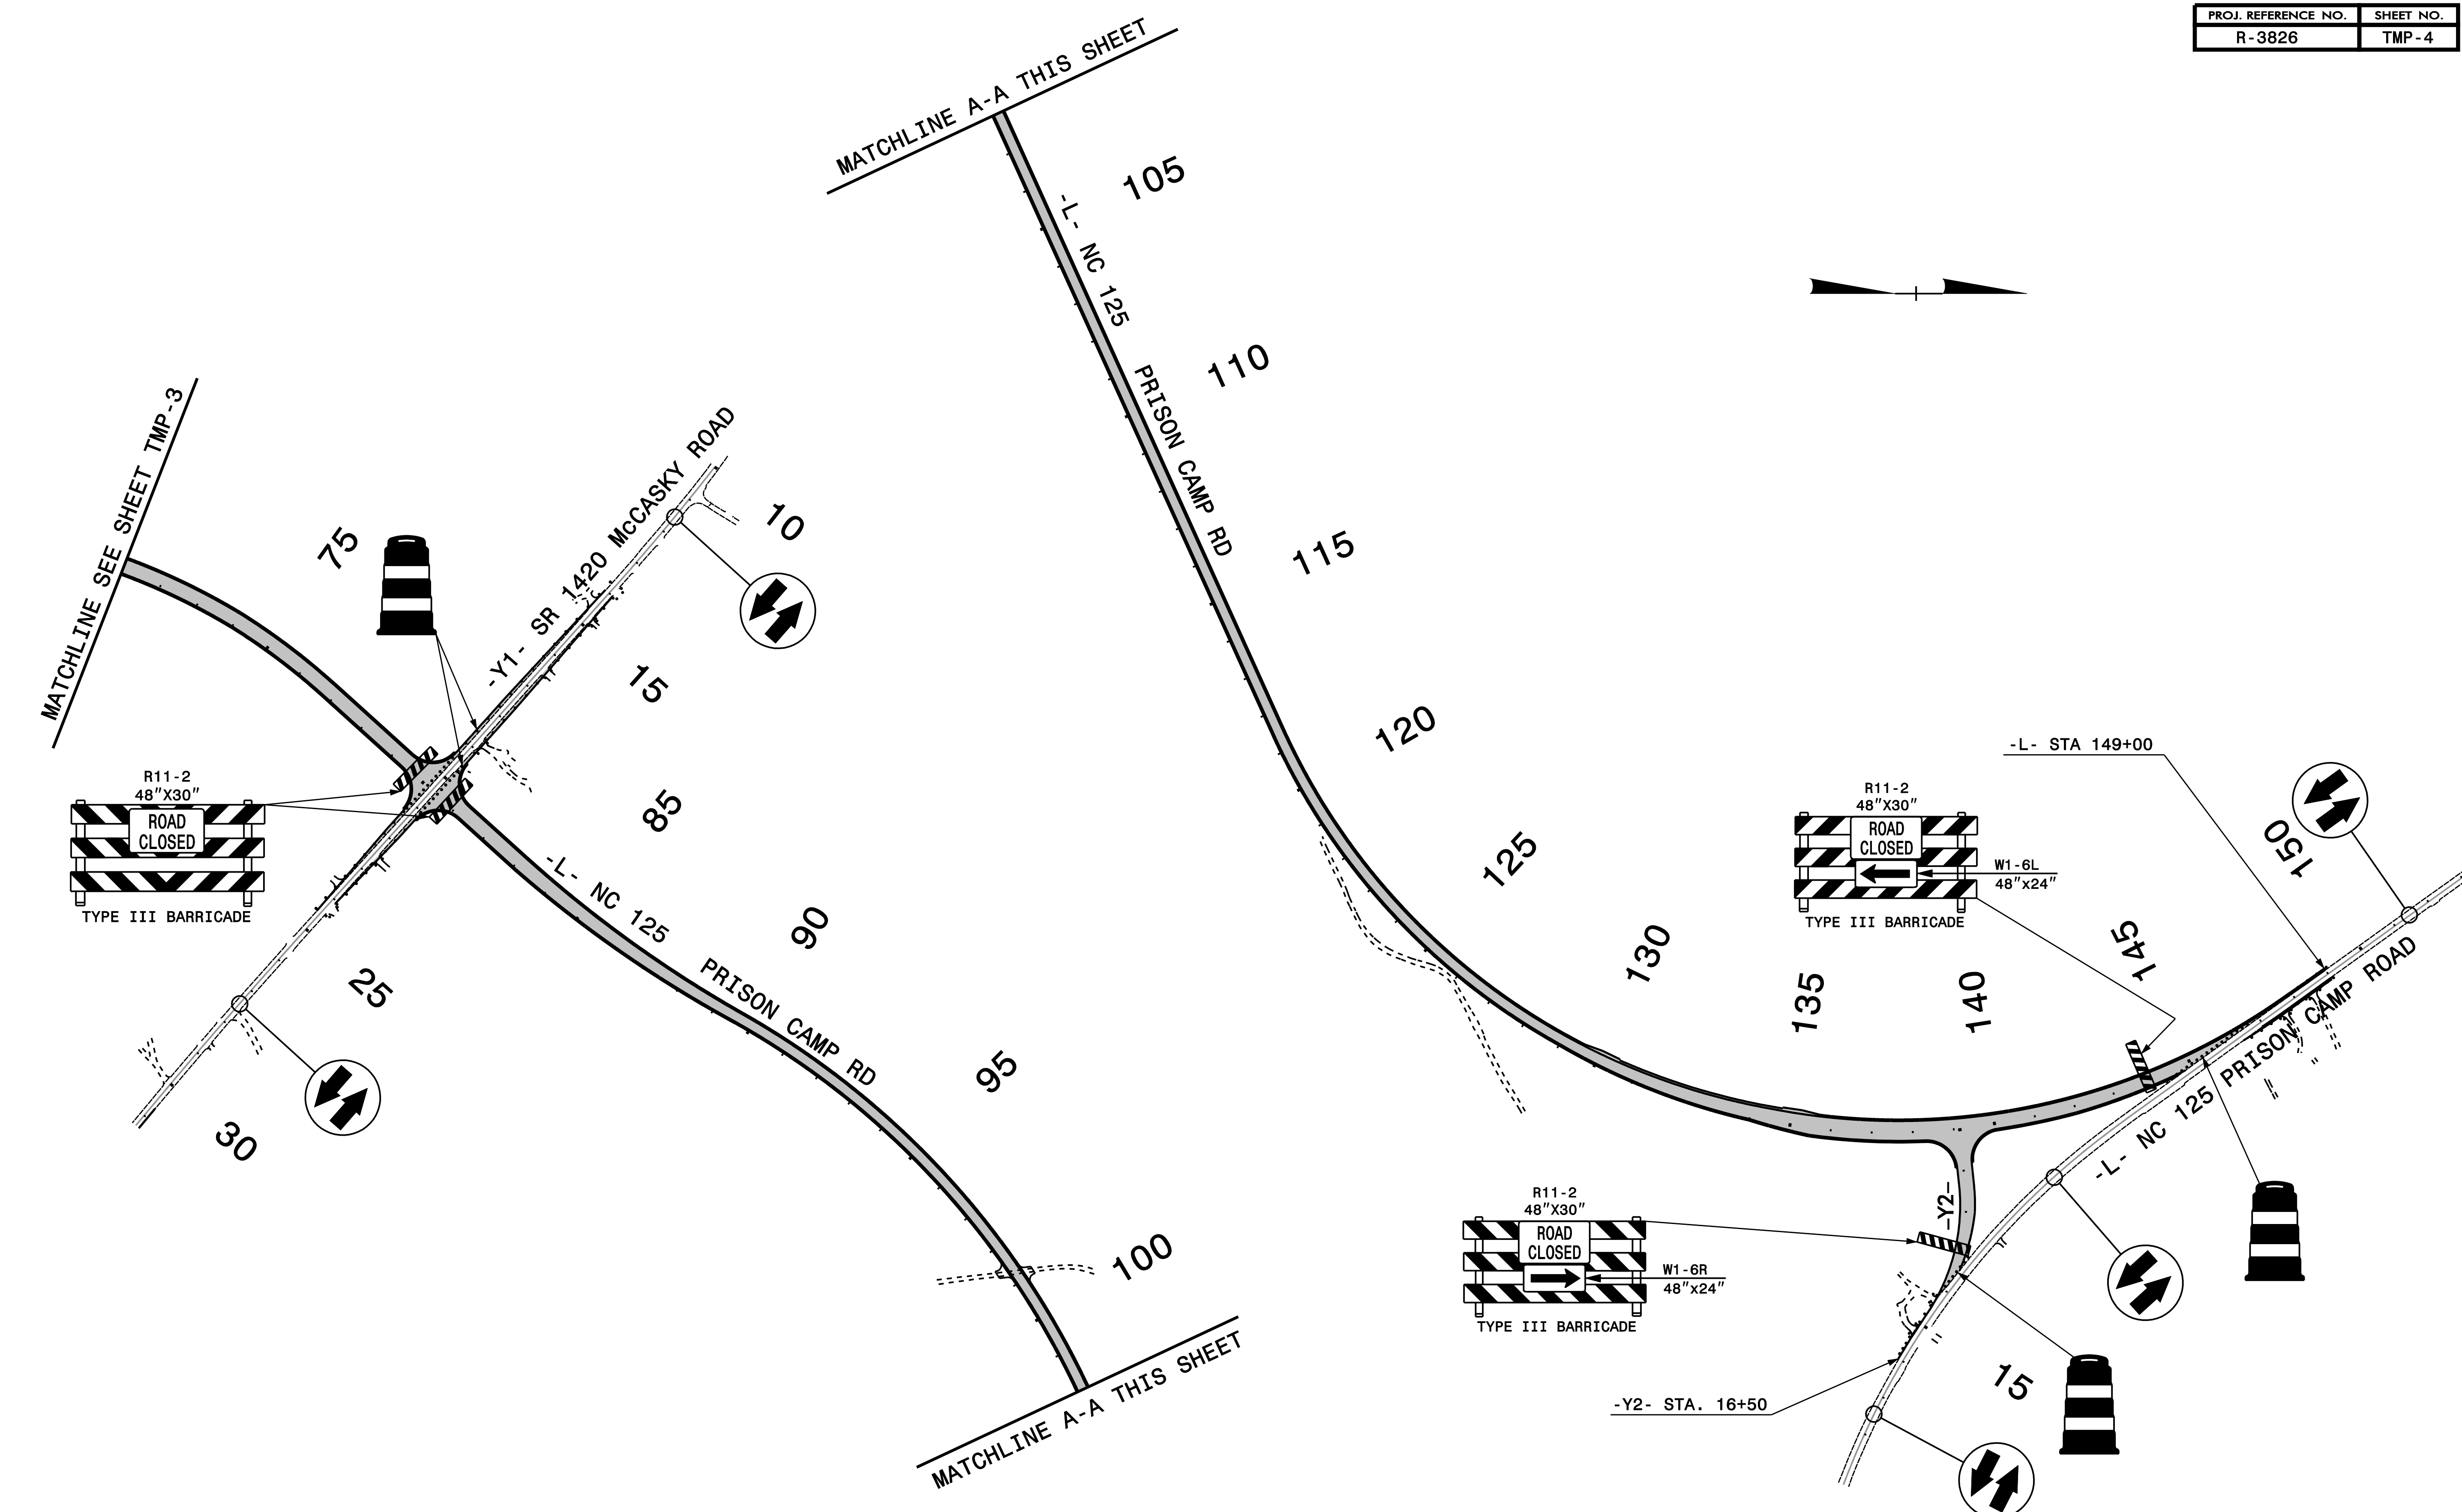 PROJ. REFERENCE NO. SHEET NO.
R-3826 TMP-4
MATCHLINE A-A THIS SHEET
105
-L- NC 125 PRISON CAMP RD
110
115
120
125
130
135
140
145
150
MATCHLINE SEE SHEET TMP-3
75
-Y1- SR 1420 McCASKY ROAD
10
15
25
30
R11-2
48"X30"
ROAD
CLOSED
TYPE III BARRICADE
85
-L- NC 125 PRISON CAMP RD
90
95
100
MATCHLINE A-A THIS SHEET
-L- STA 149+00
R11-2
48"X30"
ROAD
CLOSED
W1-6L
48"x24"
TYPE III BARRICADE
-L- NC 125 PRISON CAMP ROAD
-Y2-
R11-2
48"X30"
ROAD
CLOSED
W1-6R
48"x24"
TYPE III BARRICADE
15
-Y2- STA. 16+50